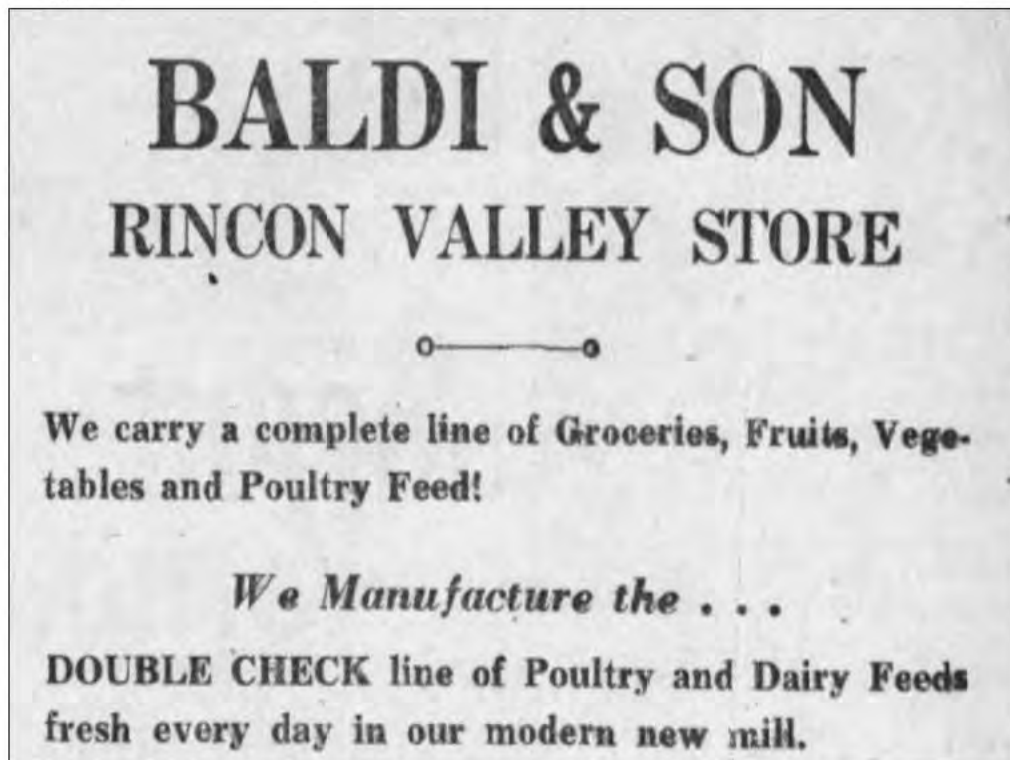 BALDI & SON
RINCON VALLEY STORE
We carry a complete line of Groceries, Fruits, Vege-
tables and Poultry Feed!
We Manufacture the . . .
DOUBLE CHECK line of Poultry and Dairy Feeds
fresh every day in our modern new mill.